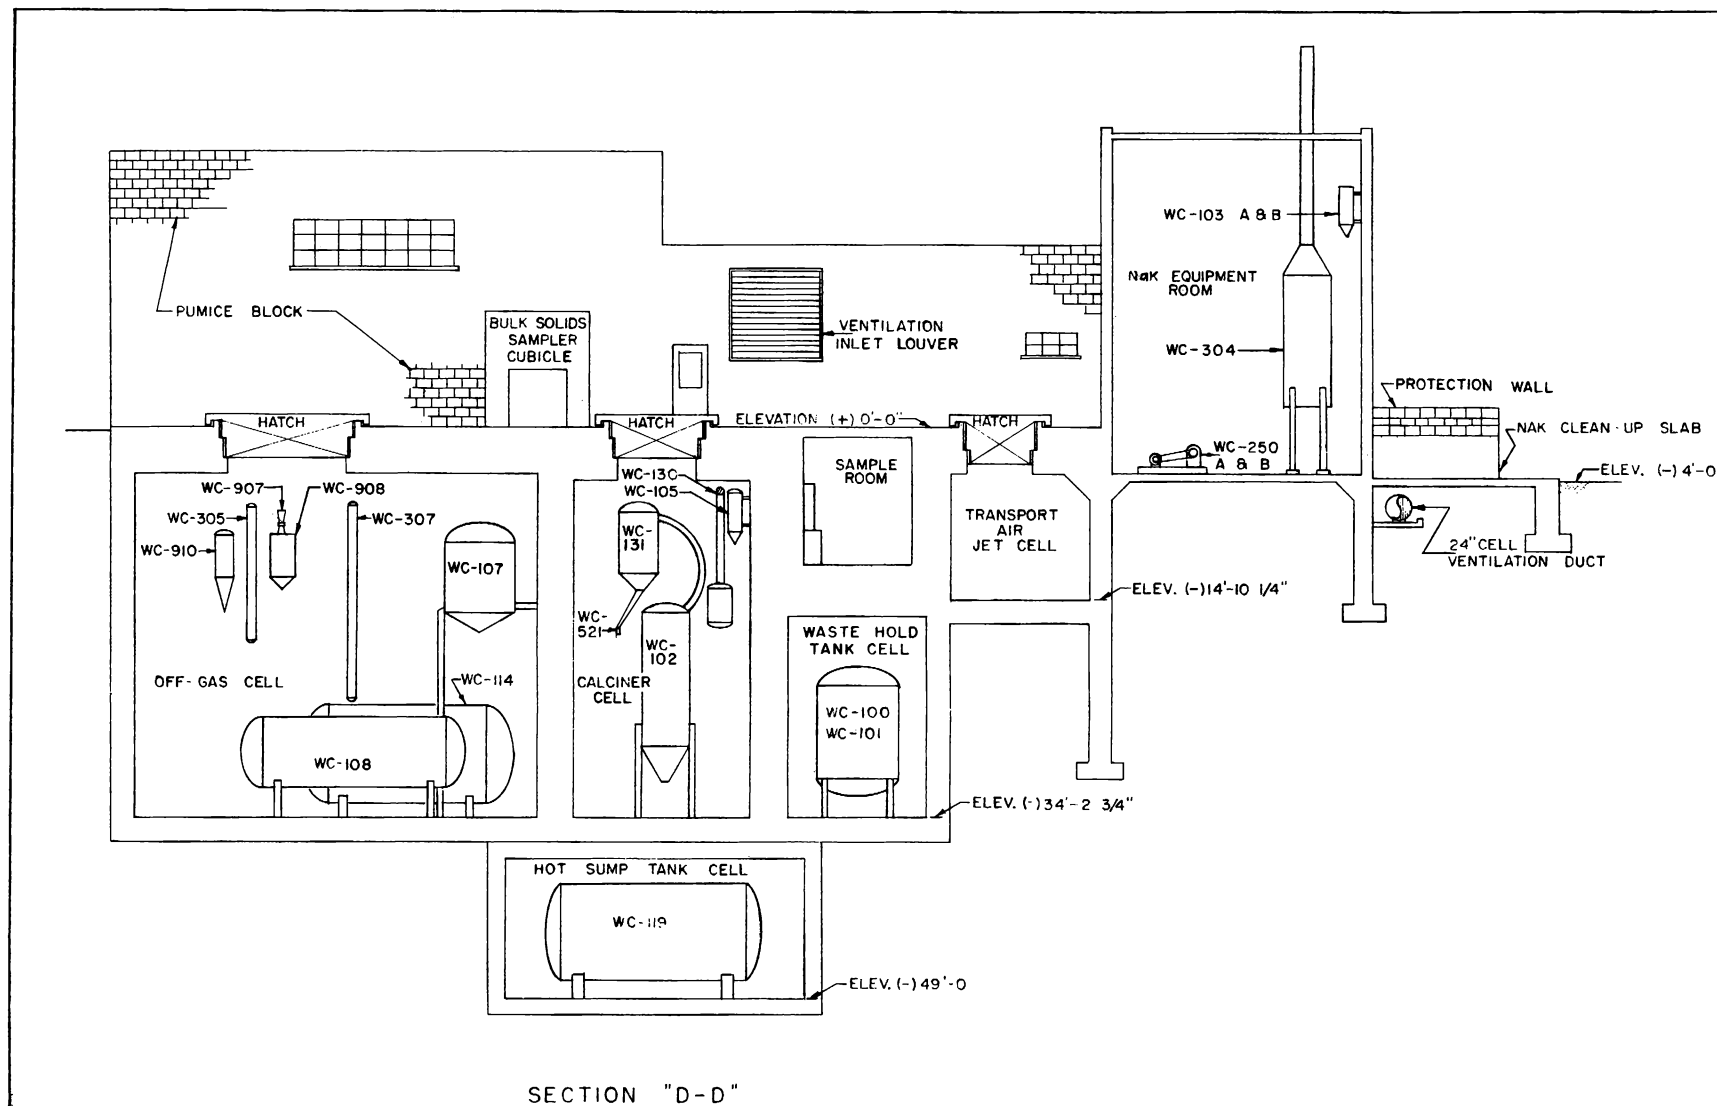 WC-103 A & B
NaK EQUIPMENT
ROOM
PUMICE BLOCK
BULK SOLIDS
SAMPLER
CUBICLE
VENTILATION
INLET LOUVER
WC-304
PROTECTION WALL
HATCH
HATCH
ELEVATION (+) 0'-0"
HATCH
NAK CLEAN-UP SLAB
WC-250
A & B
ELEV. (-) 4'-0
SAMPLE
ROOM
WC-130
WC-105
WC-907
WC-908
WC-305
WC-307
WC-910
WC-107
WC-
131
TRANSPORT
AIR
JET CELL
24" CELL
VENTILATION DUCT
ELEV. (-) 14'-10 1/4"
WC-
521
WC-
102
WASTE HOLD
TANK CELL
OFF-GAS CELL
WC-114
CALCINER
CELL
WC-100
WC-101
WC-108
ELEV. (-) 34'-2 3/4"
HOT SUMP TANK CELL
WC-119
ELEV. (-) 49'-0
SECTION "D-D"